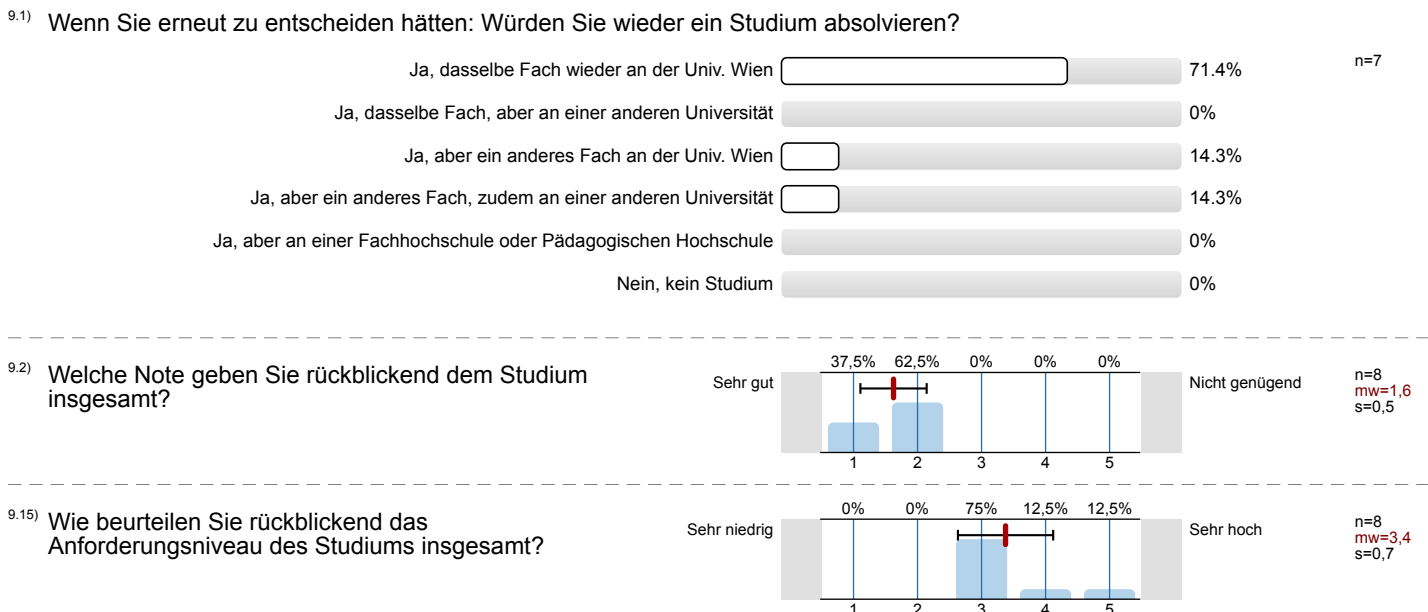 9.1) Wenn Sie erneut zu entscheiden hätten: Würden Sie wieder ein Studium absolvieren?
Ja, dasselbe Fach wieder an der Univ. Wien 71.4% n=7
Ja, dasselbe Fach, aber an einer anderen Universität 0%
Ja, aber ein anderes Fach an der Univ. Wien 14.3%
Ja, aber ein anderes Fach, zudem an einer anderen Universität 14.3%
Ja, aber an einer Fachhochschule oder Pädagogischen Hochschule 0%
Nein, kein Studium 0%
9.2) Welche Note geben Sie rückblickend dem Studium
insgesamt?
37,5% 62,5% 0% 0% 0%
Sehr gut Nicht genügend
1 2 3 4 5
n=8
mw=1,6
s=0,5
9.15) Wie beurteilen Sie rückblickend das
Anforderungsniveau des Studiums insgesamt?
0% 0% 75% 12,5% 12,5%
Sehr niedrig Sehr hoch
1 2 3 4 5
n=8
mw=3,4
s=0,7